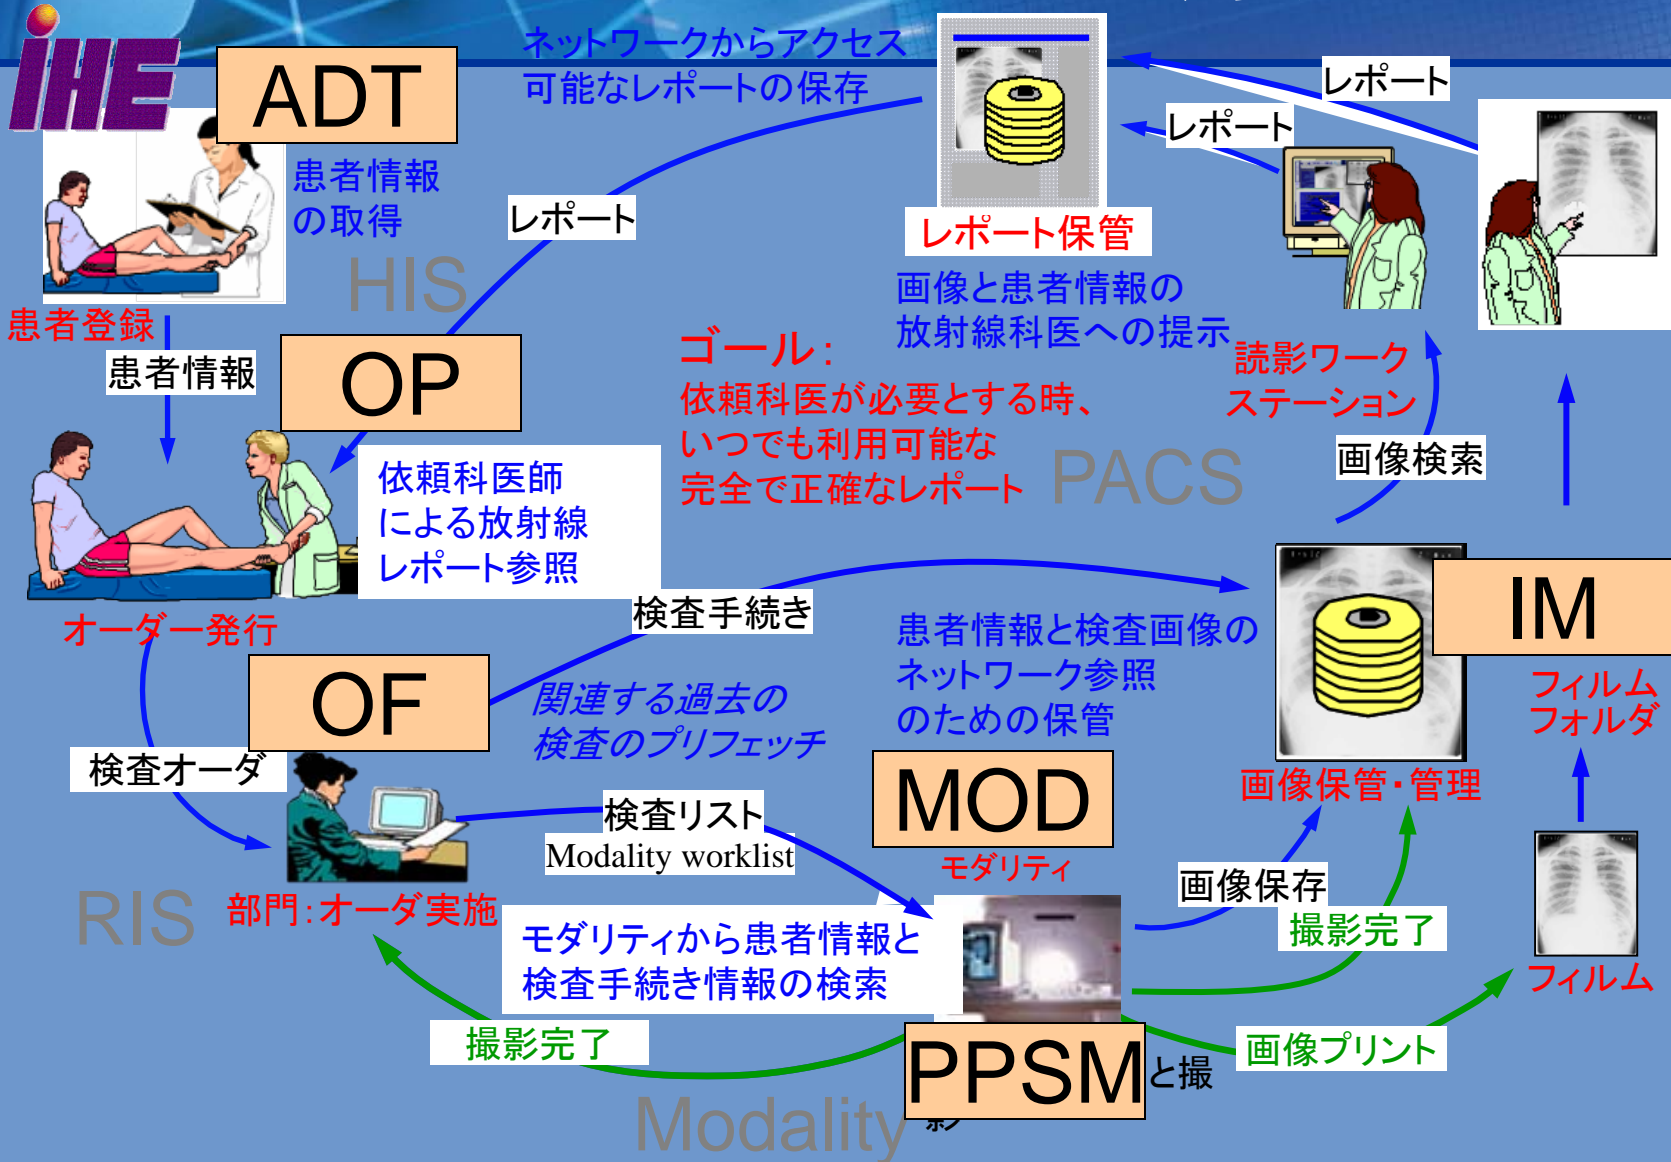 IHE
ADT
ネットワークからアクセス
可能なレポートの保存
レポート
レポート
患者情報
の取得
レポート
レポート保管
HIS
画像と患者情報の
放射線科医への提示
患者登録
患者情報
OP
ゴール:
依頼科医が必要とする時、
いつでも利用可能な
完全で正確なレポート
読影ワーク
ステーション
PACS
画像検索
依頼科医師
による放射線
レポート参照
オーダー発行
検査手続き
IM
患者情報と検査画像の
ネットワーク参照
のための保管
OF
関連する過去の
検査のプリフェッチ
フィルム
フォルダ
検査オーダ
MOD
画像保管・管理
検査リスト
Modality worklist
モダリティ
画像保存
RIS
部門:オーダ実施
撮影完了
モダリティから患者情報と
検査手続き情報の検索
フィルム
撮影完了
画像プリント
PPSM
と撮
Modality